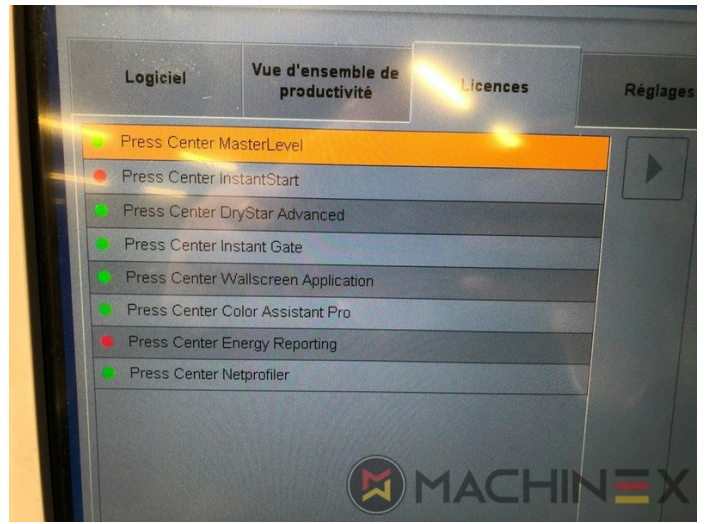 Logiciel
Vue d'ensemble de
productivité
Licences
Réglages
Press Center MasterLevel
Press Center InstantStart
Press Center DryStar Advanced
Press Center Instant Gate
Press Center Wallscreen Application
Press Center Color Assistant Pro
Press Center Energy Reporting
Press Center Netprofiler
MACHINEX